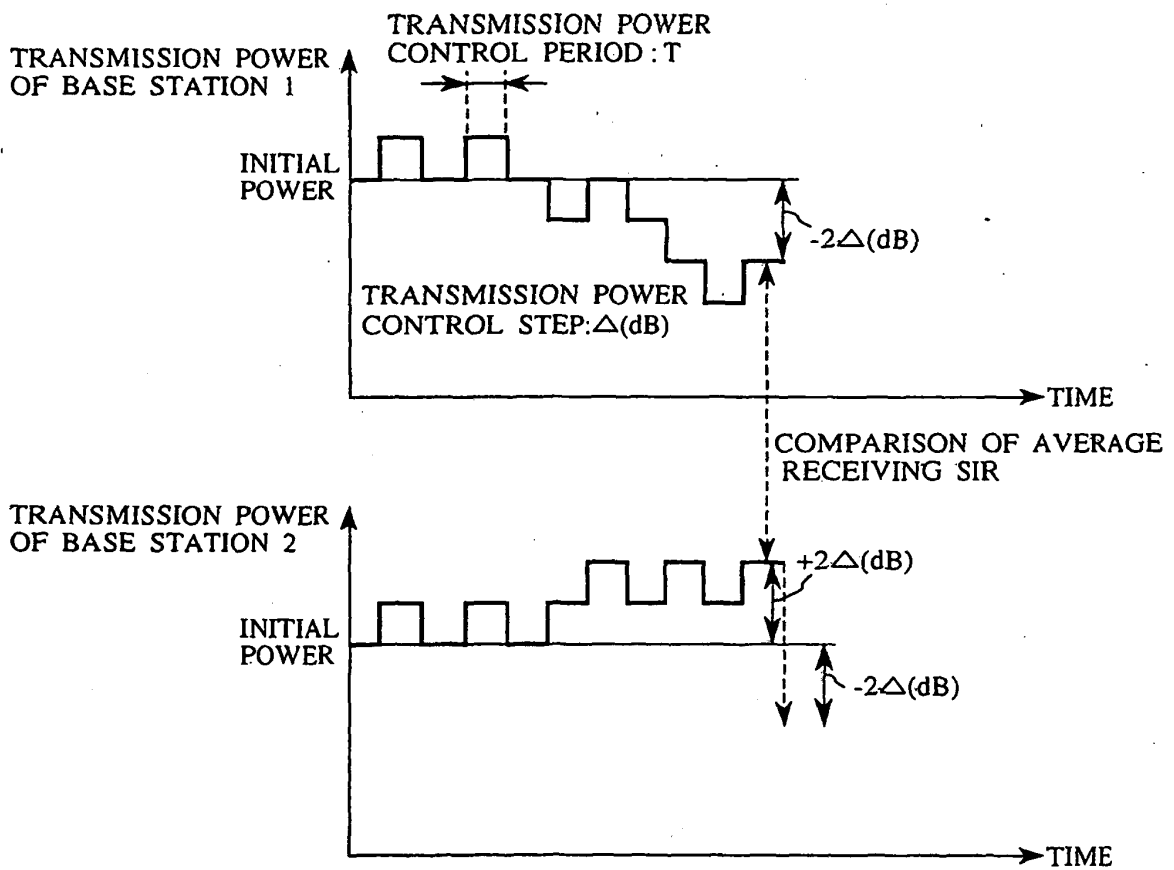 TRANSMISSION POWER
CONTROL PERIOD : T
TRANSMISSION POWER
OF BASE STATION 1
INITIAL
POWER
-2△(dB)
TRANSMISSION POWER
CONTROL STEP:△(dB)
TIME
COMPARISON OF AVERAGE
RECEIVING SIR
TRANSMISSION POWER
OF BASE STATION 2
+2△(dB)
INITIAL
POWER
-2△(dB)
TIME